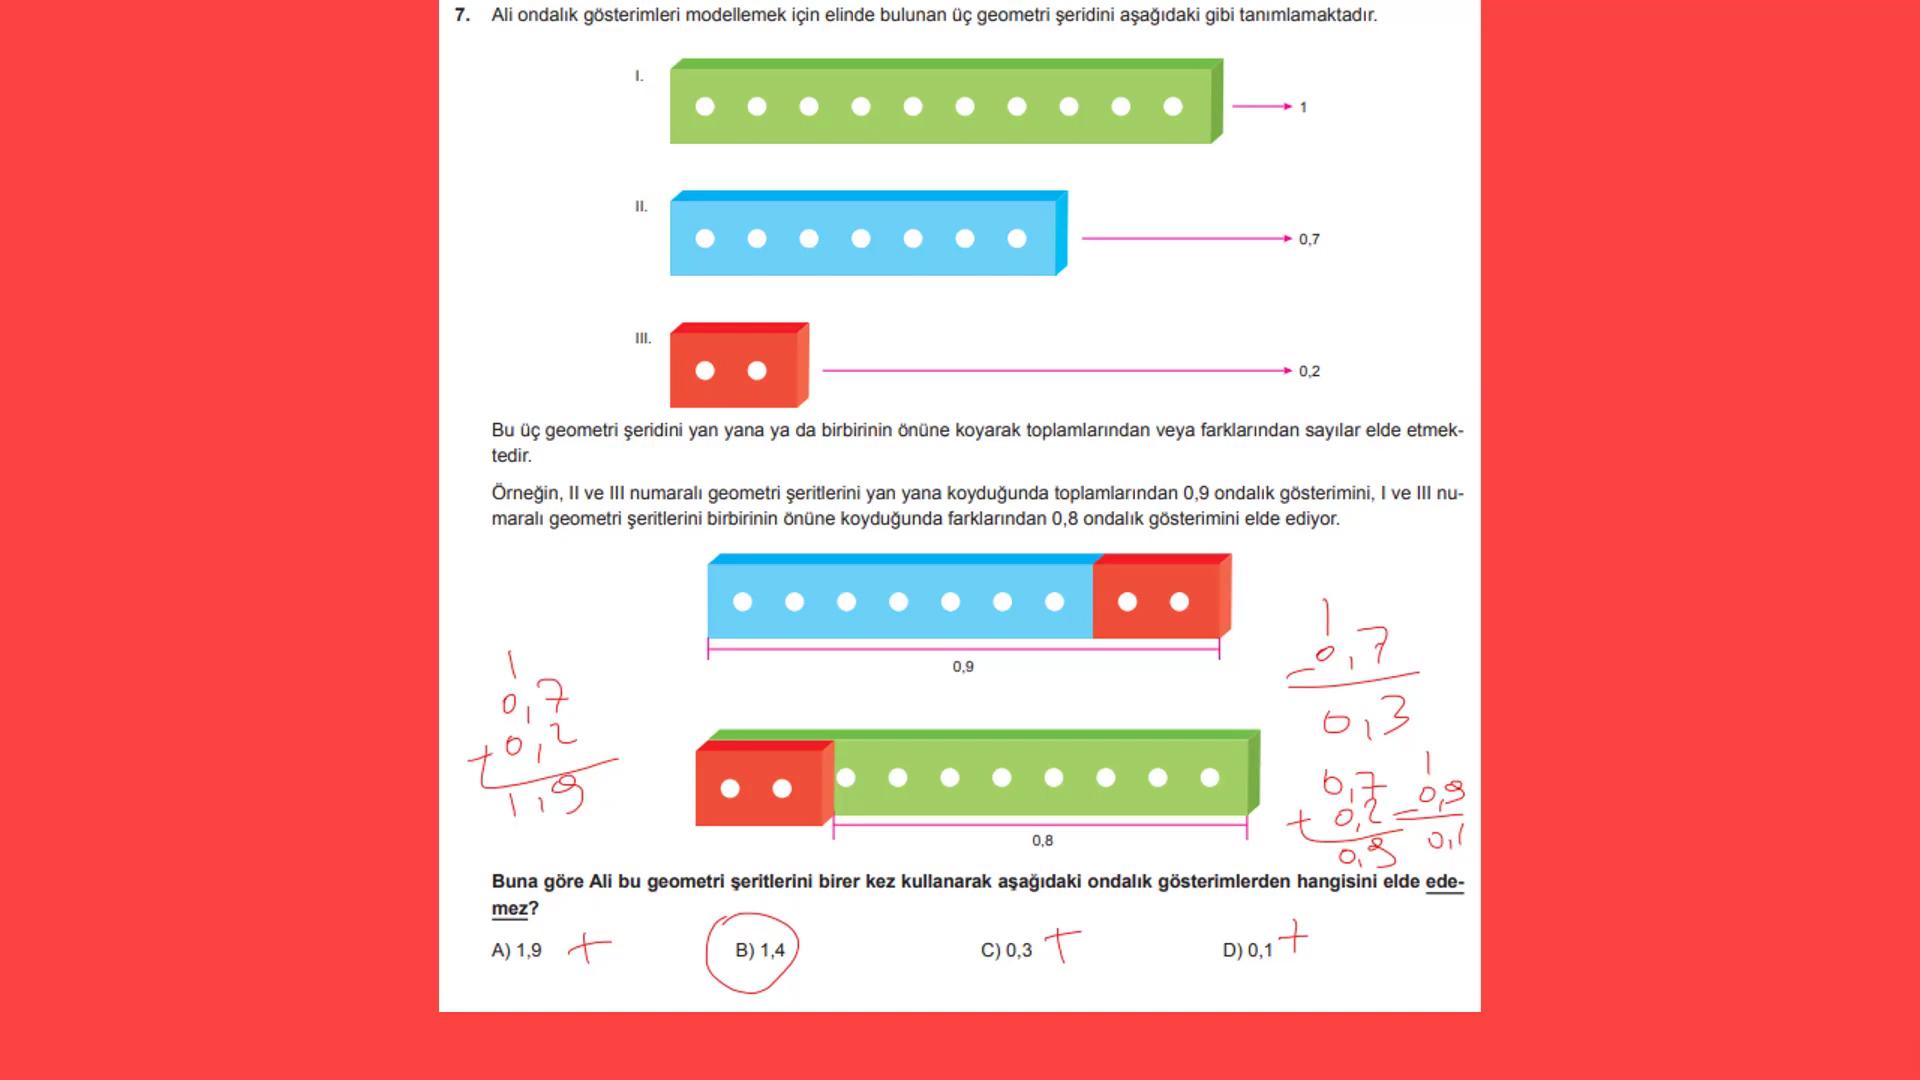 7. Ali ondalık gösterimleri modellemek için elinde bulunan üç geometri şeridini aşağıdaki gibi tanımlamaktadır.
I.
1
II.
0,7
III.
0,2
Bu üç geometri şeridini yan yana ya da birbirinin önüne koyarak toplamlarından veya farklarından sayılar elde etmek-
tedir.
Örneğin, II ve III numaralı geometri şeritlerini yan yana koyduğunda toplamlarından 0,9 ondalık gösterimini, I ve III nu-
maralı geometri şeritlerini birbirinin önüne koyduğunda farklarından 0,8 ondalık gösterimini elde ediyor.
0,9
1
0,7
+0,2
1,9
1
-0,7
0,3
0,8
0,7
+0,2
0,9
1
-0,9
0,1
Buna göre Ali bu geometri şeritlerini birer kez kullanarak aşağıdaki ondalık gösterimlerden hangisini elde ede-
mez?
A) 1,9 + B) 1,4 C) 0,3 + D) 0,1 +